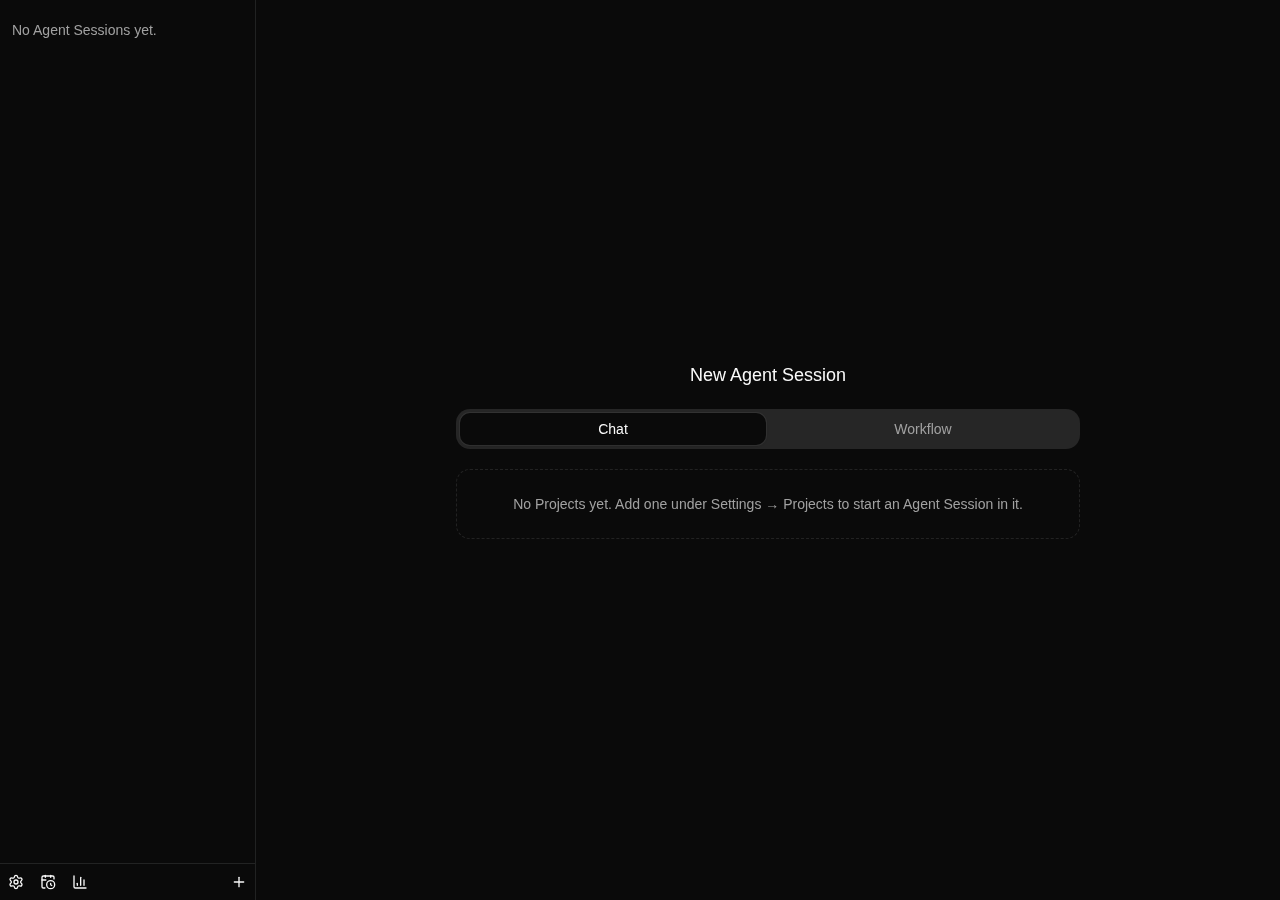 No Agent Sessions yet.
New Agent Session
Chat
Workflow
No Projects yet. Add one under Settings → Projects to start an Agent Session in it.